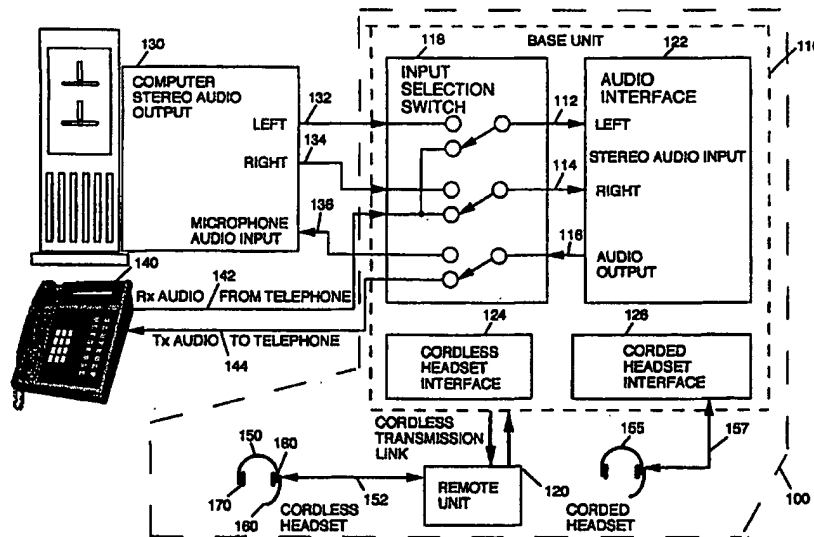 118
BASE UNIT
122
110
130
COMPUTER
STEREO AUDIO
OUTPUT
INPUT
SELECTION
SWITCH
AUDIO
INTERFACE
132
LEFT
112
LEFT
134
RIGHT
STEREO AUDIO INPUT
114
RIGHT
136
MICROPHONE
AUDIO INPUT
116
AUDIO
OUTPUT
140
142
Rx AUDIO FROM TELEPHONE
124
126
Tx AUDIO TO TELEPHONE
144
CORDLESS
HEADSET
INTERFACE
CORDED
HEADSET
INTERFACE
CORDLESS
TRANSMISSION
LINK
150
180
155
157
170
160
152
CORDLESS
HEADSET
REMOTE
UNIT
120
CORDED
HEADSET
100